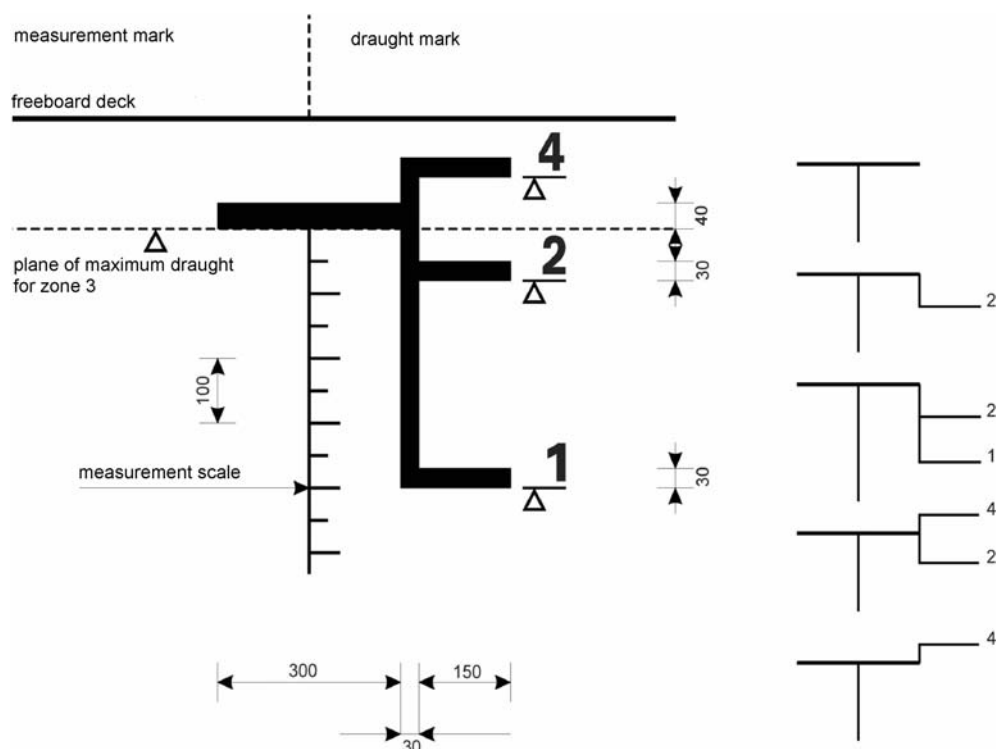 measurement mark
draught mark
freeboard deck
4
40
plane of maximum draught
for zone 3
2
30
100
measurement scale
1
30
300
150
30
2
2
1
4
2
4